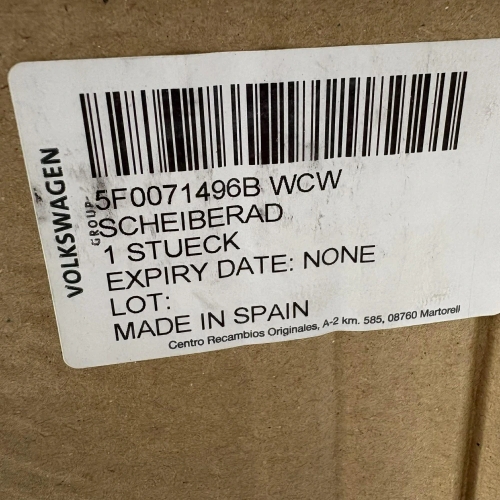 VOLKSWAGEN
GROUP
5F0071496B WCW
SCHEIBERAD
1 STUECK
EXPIRY DATE: NONE
LOT:
MADE IN SPAIN
Centro Recambios Originales, A-2 km. 585, 08760 Martorell